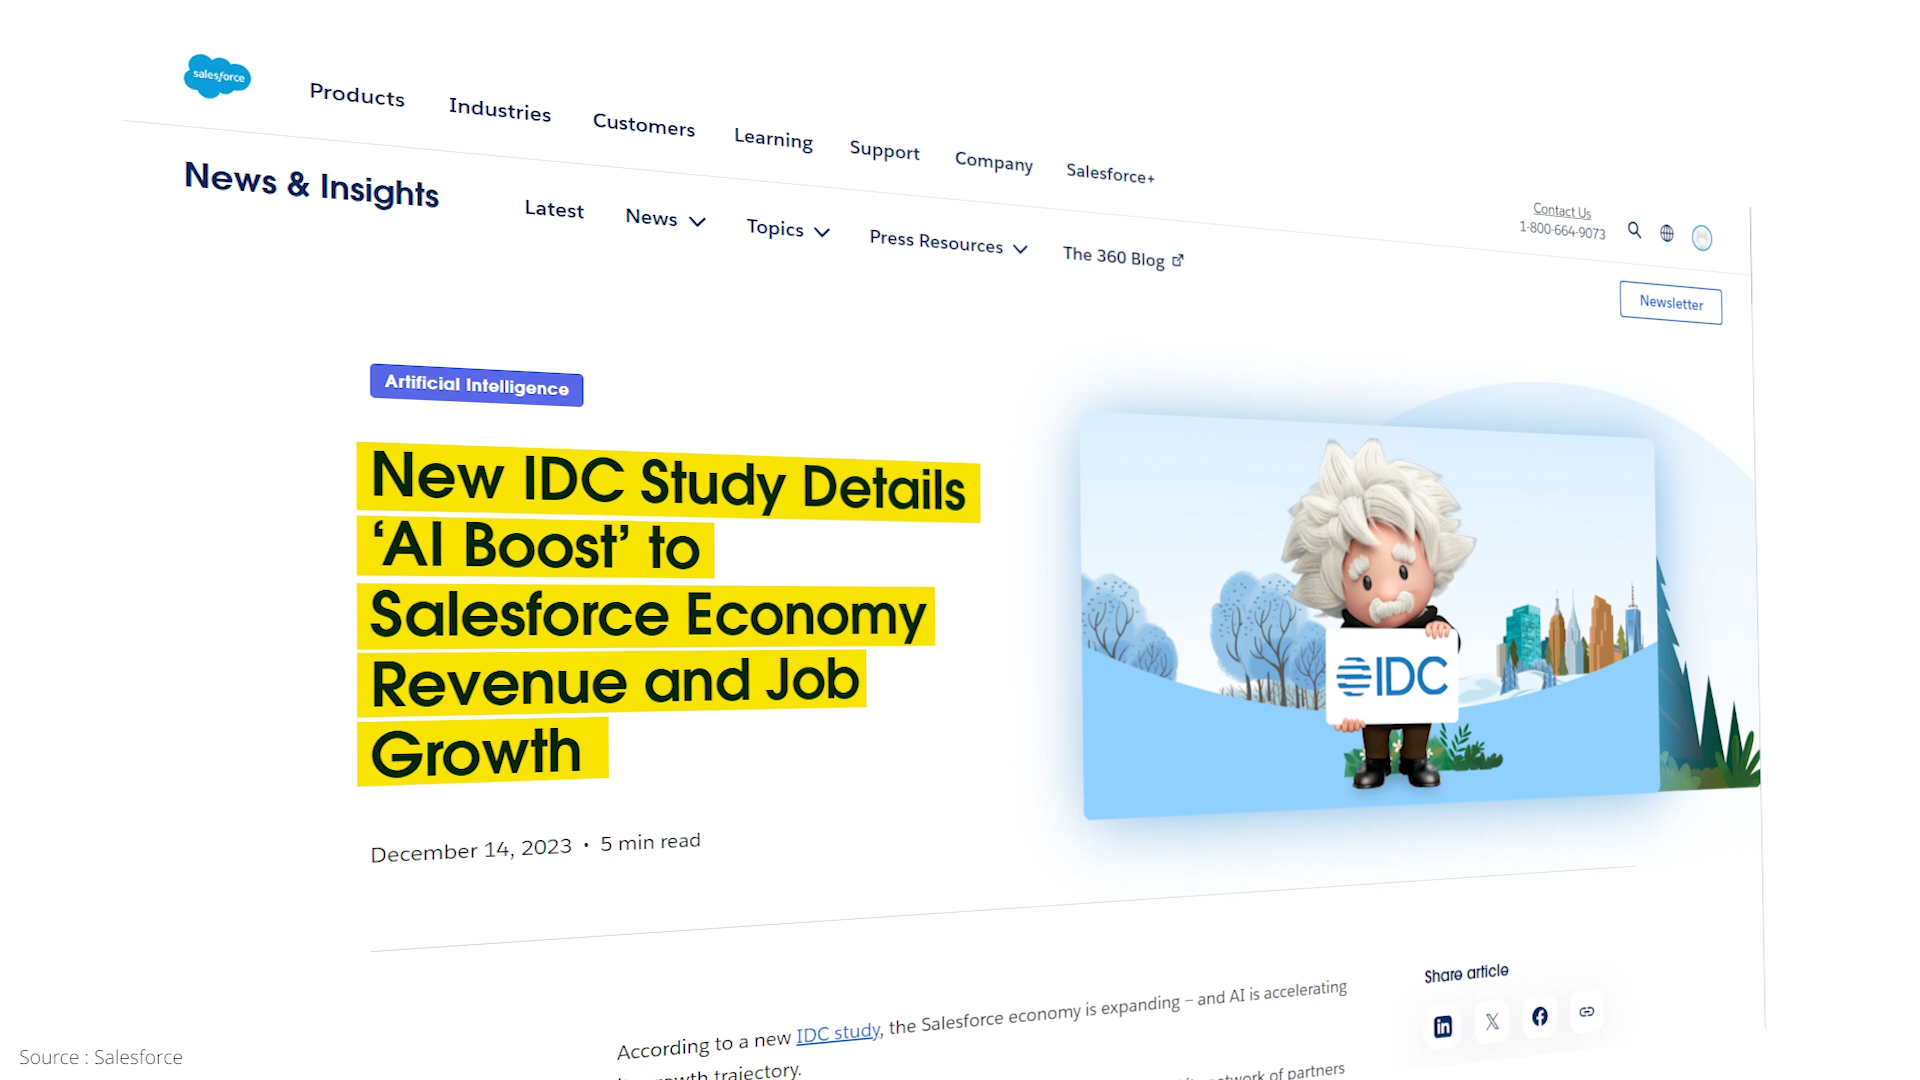 salesforce
Products Industries Customers Learning Support Company Salesforce+
Contact Us
1-800-664-9073
News & Insights
Latest News Topics Press Resources The 360 Blog
Newsletter
Artificial Intelligence
New IDC Study Details
‘AI Boost’ to
Salesforce Economy
Revenue and Job
Growth
IDC
December 14, 2023 • 5 min read
Share article
According to a new IDC study, the Salesforce economy is expanding – and AI is accelerating
growth trajectory.
network of partners
Source : Salesforce